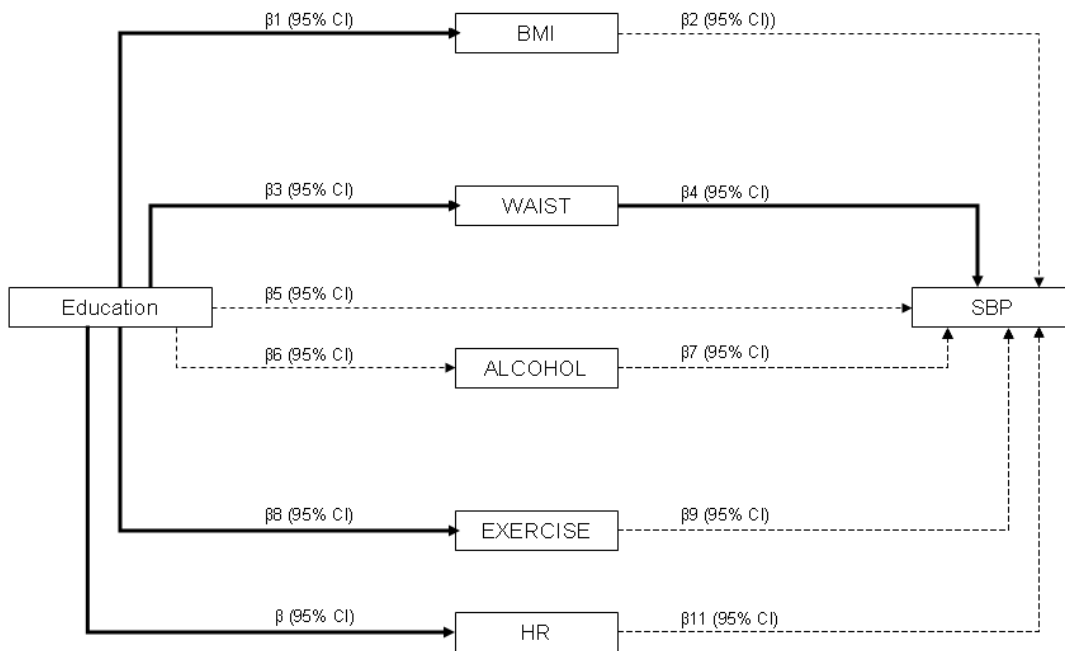 β1 (95% CI)
BMI
β2 (95% CI))
β3 (95% CI)
WAIST
β4 (95% CI)
Education
β5 (95% CI)
SBP
β6 (95% CI)
ALCOHOL
β7 (95% CI)
β8 (95% CI)
EXERCISE
β9 (95% CI)
β (95% CI)
HR
β11 (95% CI)